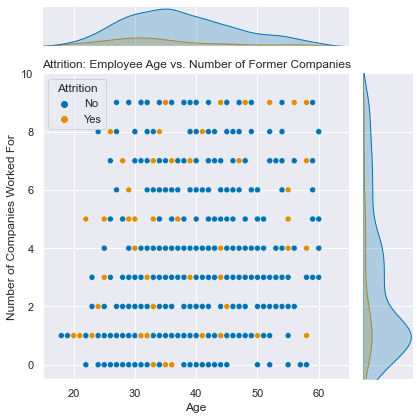 Attrition: Employee Age vs. Number of Former Companies
10
Attrition
No
Yes
8
6
4
2
0
Number of Companies Worked For
20 30 40 50 60
Age